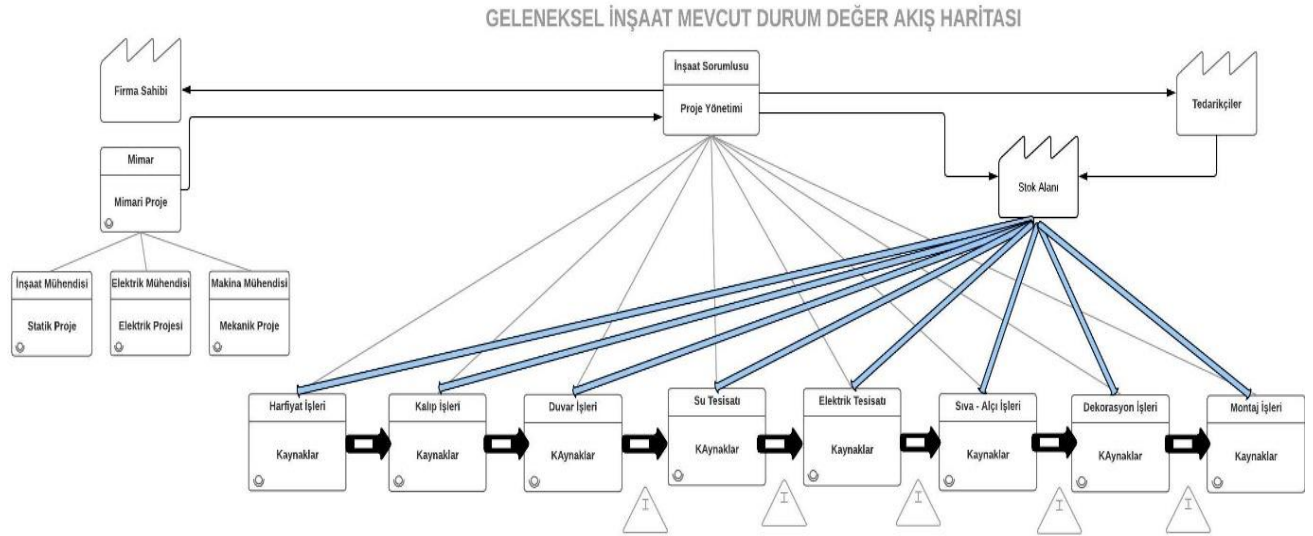 GELENEKSEL İNŞAAT MEVCUT DURUM DEĞER AKIŞ HARİTASI
Firma Sahibi
İnşaat Sorumlusu
Proje Yönetimi
Tedarikçiler
Mimar
Mimari Proje
Stok Alanı
İnşaat Mühendisi
Statik Proje
Elektrik Mühendisi
Elektrik Projesi
Makina Mühendisi
Mekanik Proje
Harfiyat İşleri
Kaynaklar
Kalıp İşleri
Kaynaklar
Duvar İşleri
KAynaklar
Su Tesisatı
KAynaklar
Elektrik Tesisatı
Kaynaklar
Sıva - Alçı İşleri
Kaynaklar
Dekorasyon İşleri
KAynaklar
Montaj İşleri
Kaynaklar
I
I
I
I
I